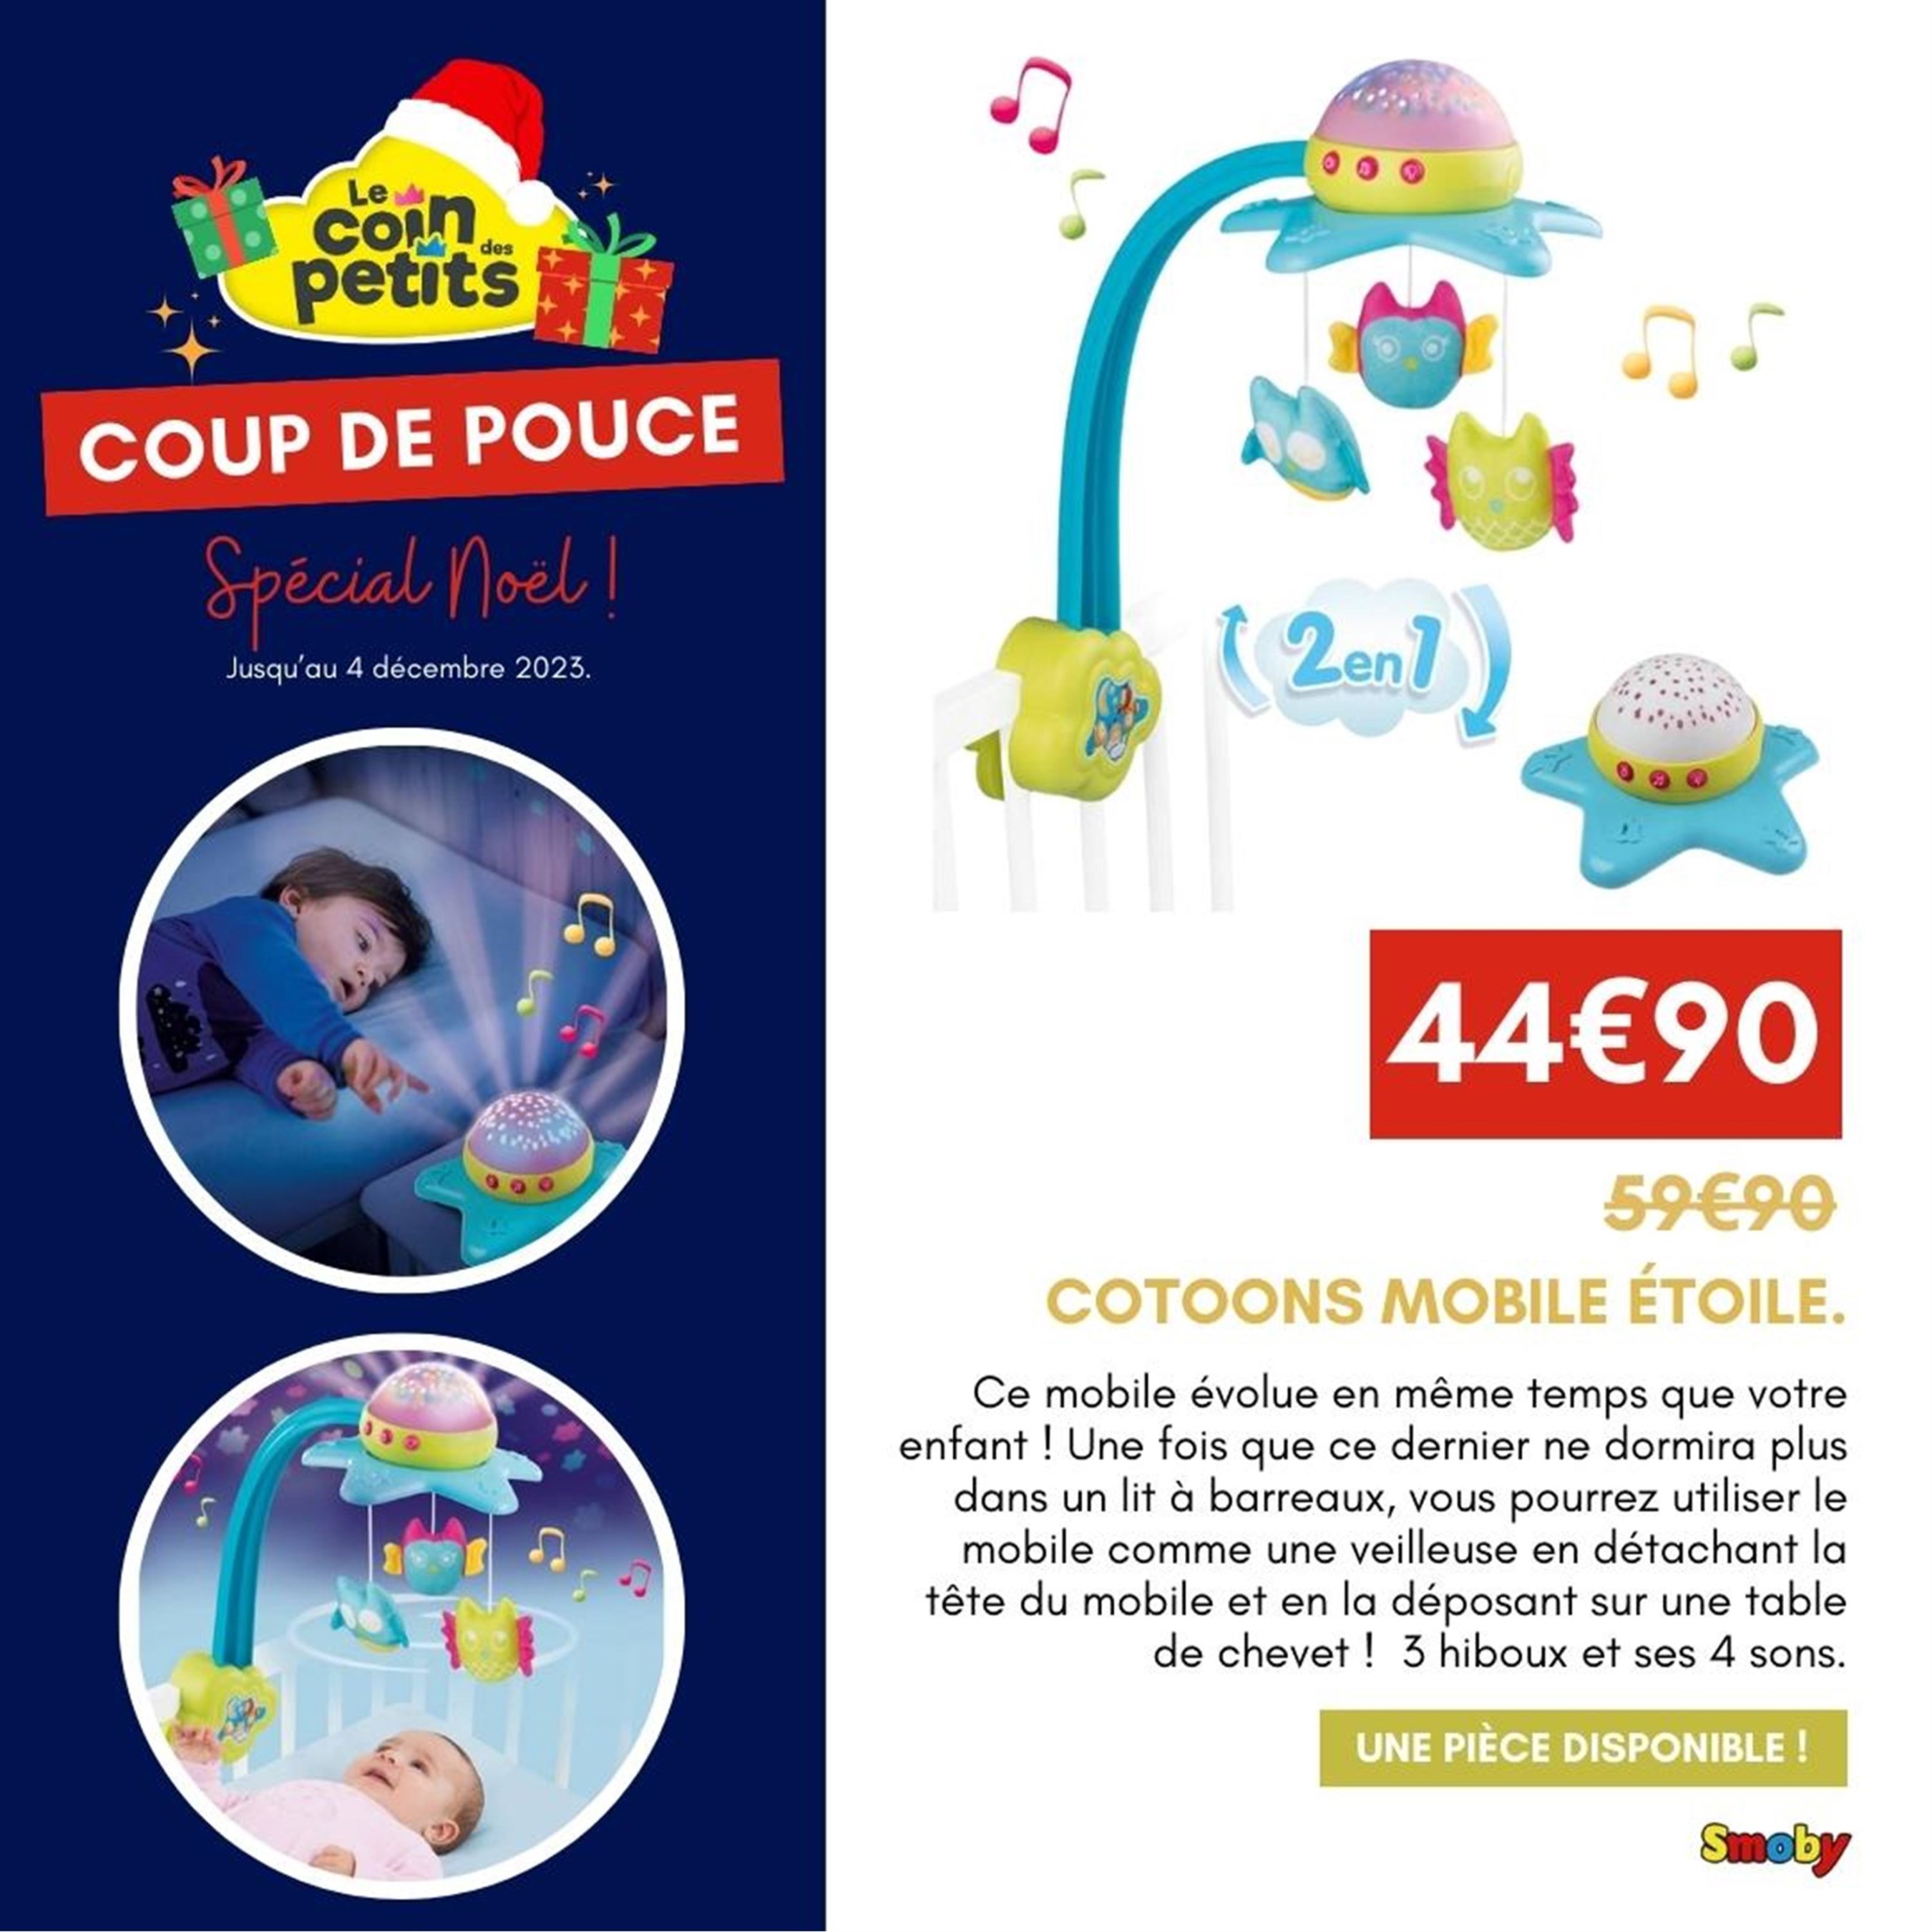 Le
coin
des
petits
COUP DE POUCE
Spécial Noël !
Jusqu'au 4 décembre 2023.
2en1
44€90
59€90
COTOONS MOBILE ÉTOILE.
Ce mobile évolue en même temps que votre
enfant ! Une fois que ce dernier ne dormira plus
dans un lit à barreaux, vous pourrez utiliser le
mobile comme une veilleuse en détachant la
tête du mobile et en la déposant sur une table
de chevet ! 3 hiboux et ses 4 sons.
UNE PIÈCE DISPONIBLE !
Smoby